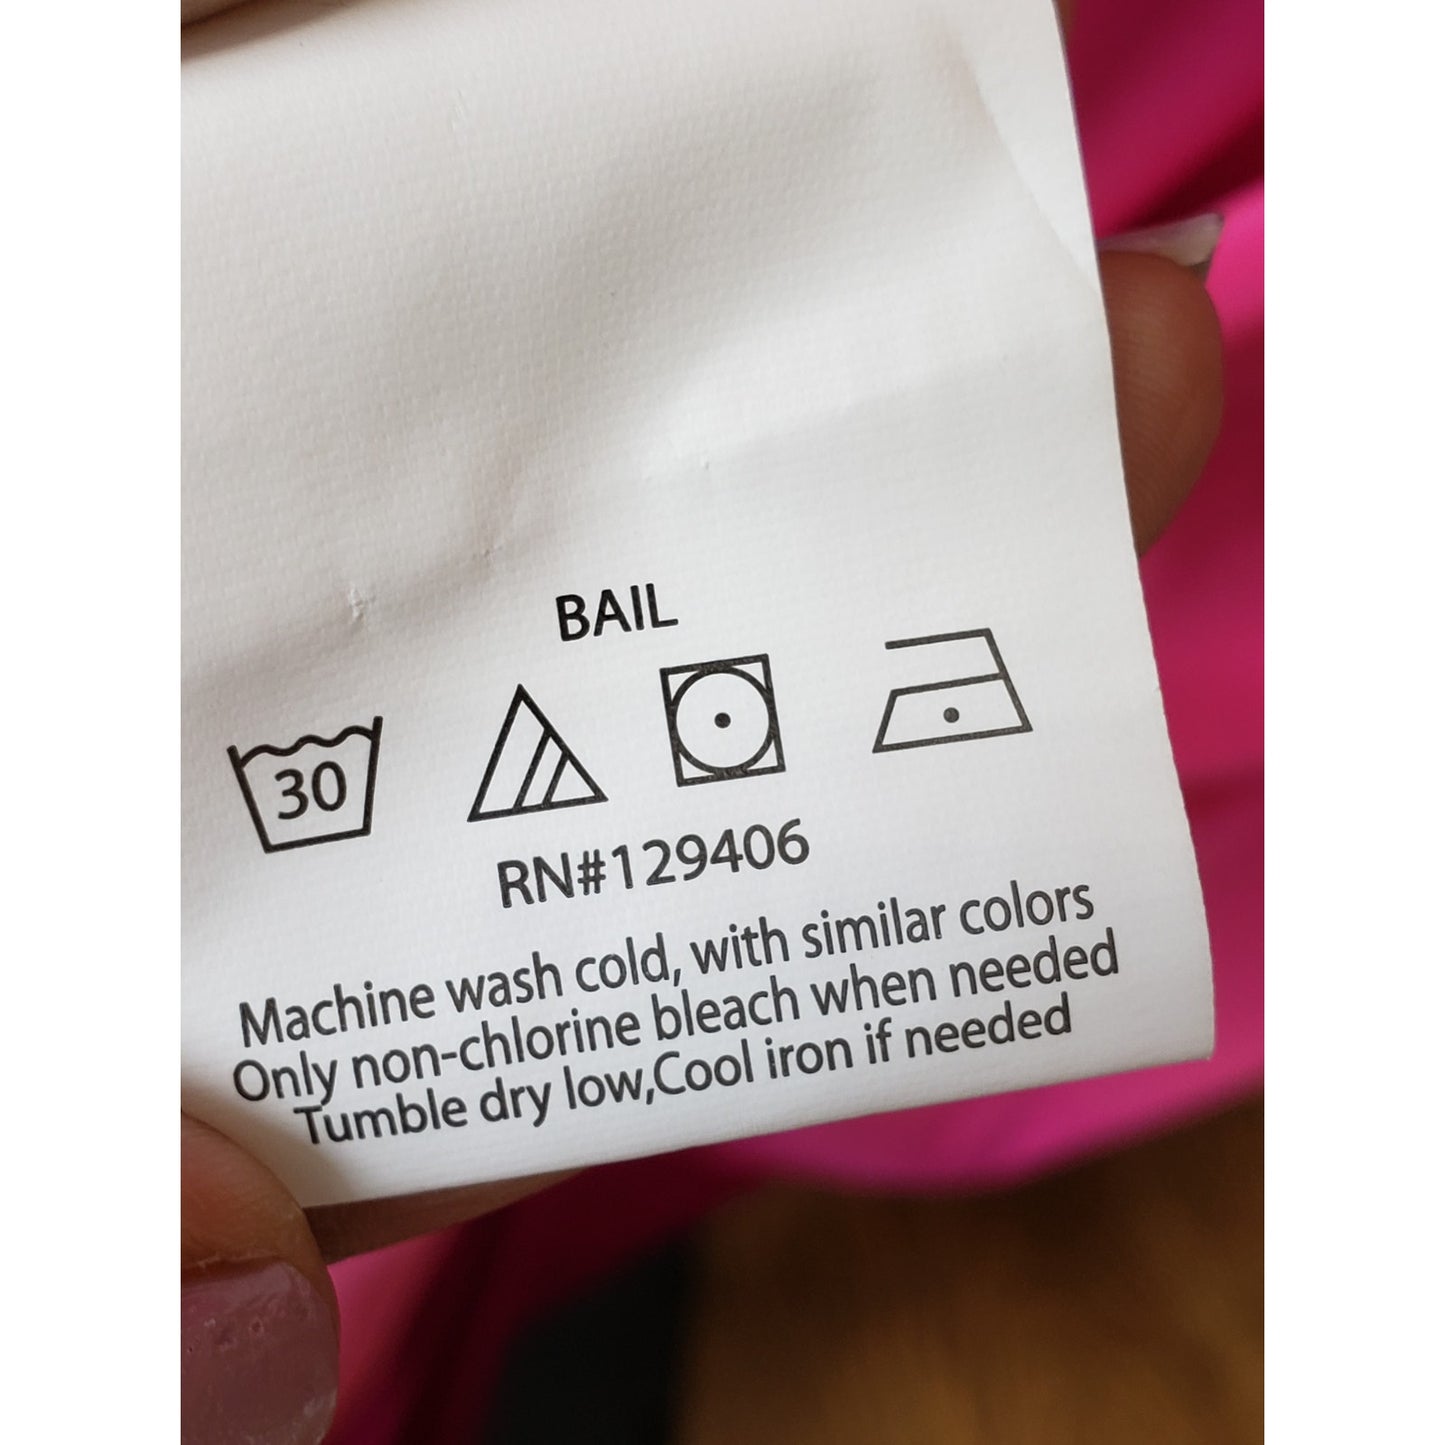 BAIL
30
RN#129406
Machine wash cold, with similar colors
Only non-chlorine bleach when needed
Tumble dry low,Cool iron if needed